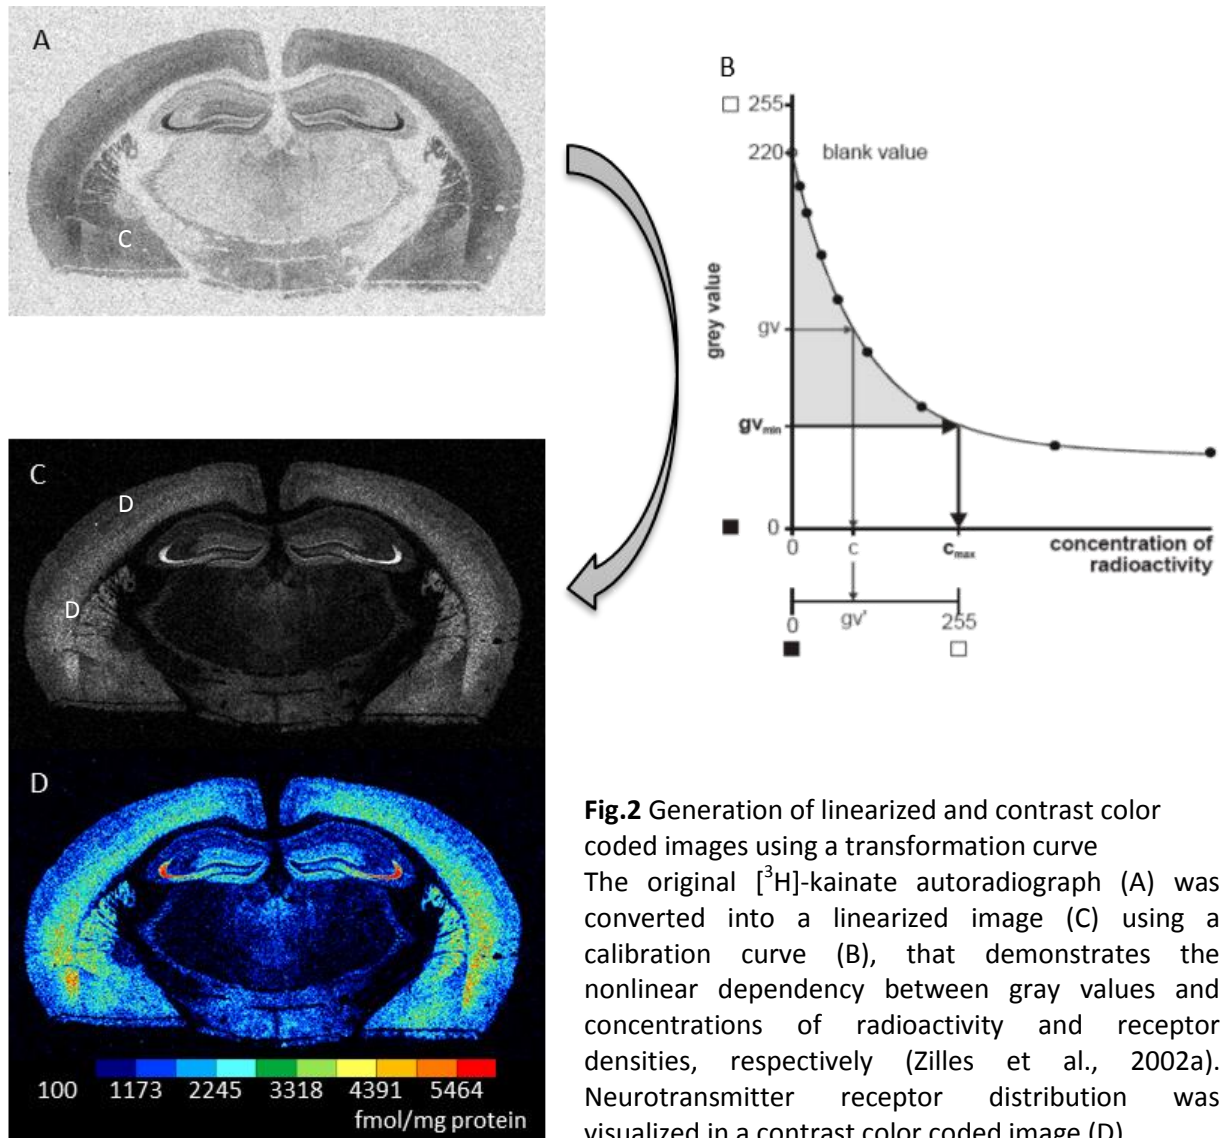 A
C
B
255
220
blank value
grey value
gv
gvmin
0
0
c
cmax
concentration of
radioactivity
0
gv'
255
C
D
D
D
100 1173 2245 3318 4391 5464
fmol/mg protein
Fig.2 Generation of linearized and contrast color
coded images using a transformation curve
The original [³H]-kainate autoradiograph (A) was
converted into a linearized image (C) using a
calibration curve (B), that demonstrates the
nonlinear dependency between gray values and
concentrations of radioactivity and receptor
densities, respectively (Zilles et al., 2002a).
Neurotransmitter receptor distribution was
visualized in a contrast color coded image (D)